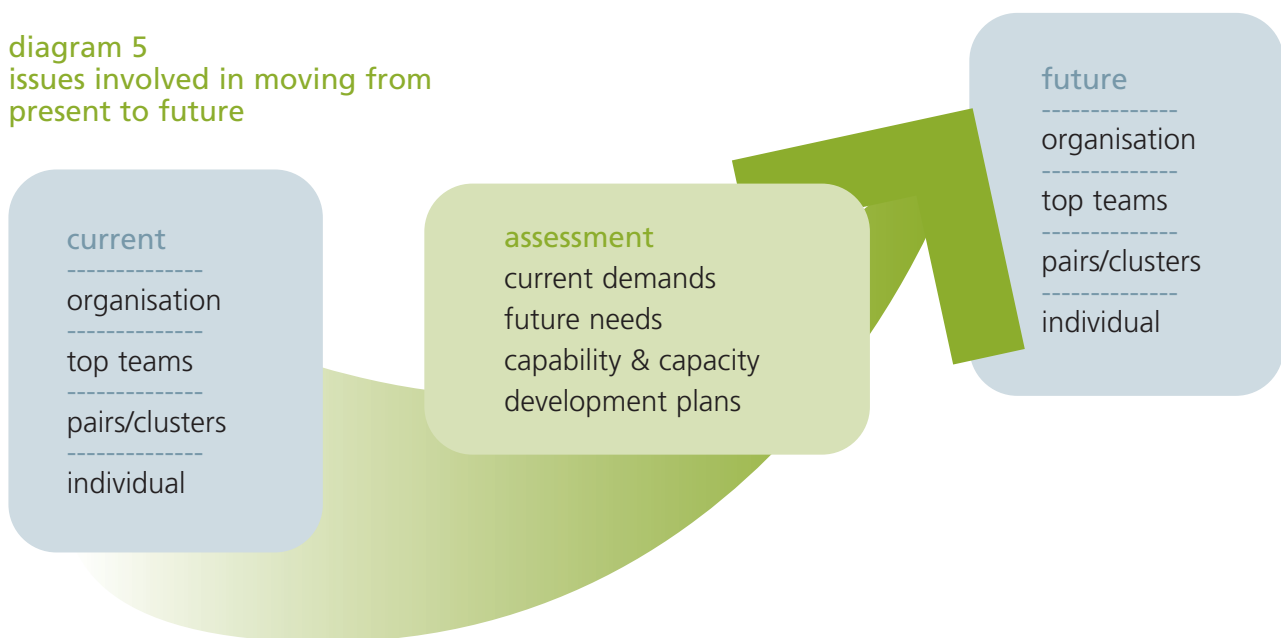 diagram 5
issues involved in moving from
present to future
current
--------------
organisation
--------------
top teams
--------------
pairs/clusters
--------------
individual
assessment
current demands
future needs
capability & capacity
development plans
future
--------------
organisation
--------------
top teams
--------------
pairs/clusters
--------------
individual